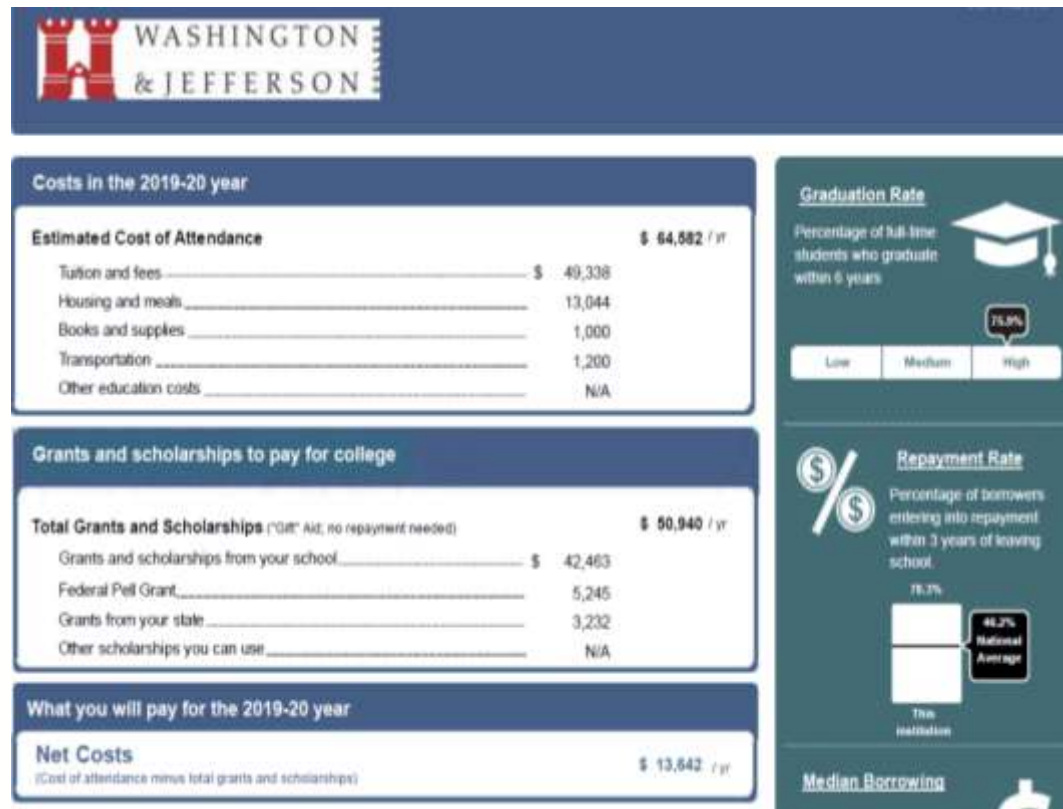 WASHINGTON
& JEFFERSON
Costs in the 2019-20 year
Estimated Cost of Attendance $ 64,582 / yr
Tuition and fees $ 49,338
Housing and meals 13,044
Books and supplies 1,000
Transportation 1,200
Other education costs N/A
Grants and scholarships to pay for college
Total Grants and Scholarships ("Gift" Aid; no repayment needed) $ 50,940 / yr
Grants and scholarships from your school $ 42,463
Federal Pell Grant 5,245
Grants from your state 3,232
Other scholarships you can use N/A
What you will pay for the 2019-20 year
Net Costs $ 13,642 / yr
(Cost of attendance minus total grants and scholarships)
Graduation Rate
Percentage of full-time
students who graduate
within 6 years
75.9%
Low Medium High
Repayment Rate
Percentage of borrowers
entering into repayment
within 3 years of leaving
school.
46.2%
National
Average
This
institution
Median Borrowing